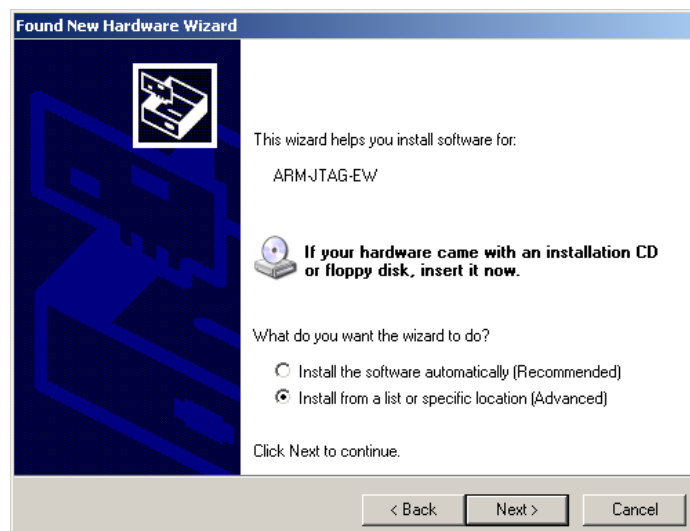 Found New Hardware Wizard
This wizard helps you install software for:
ARM-JTAG-EW
If your hardware came with an installation CD
or floppy disk, insert it now.
What do you want the wizard to do?
Install the software automatically (Recommended)
Install from a list or specific location (Advanced)
Click Next to continue.
< Back
Next >
Cancel